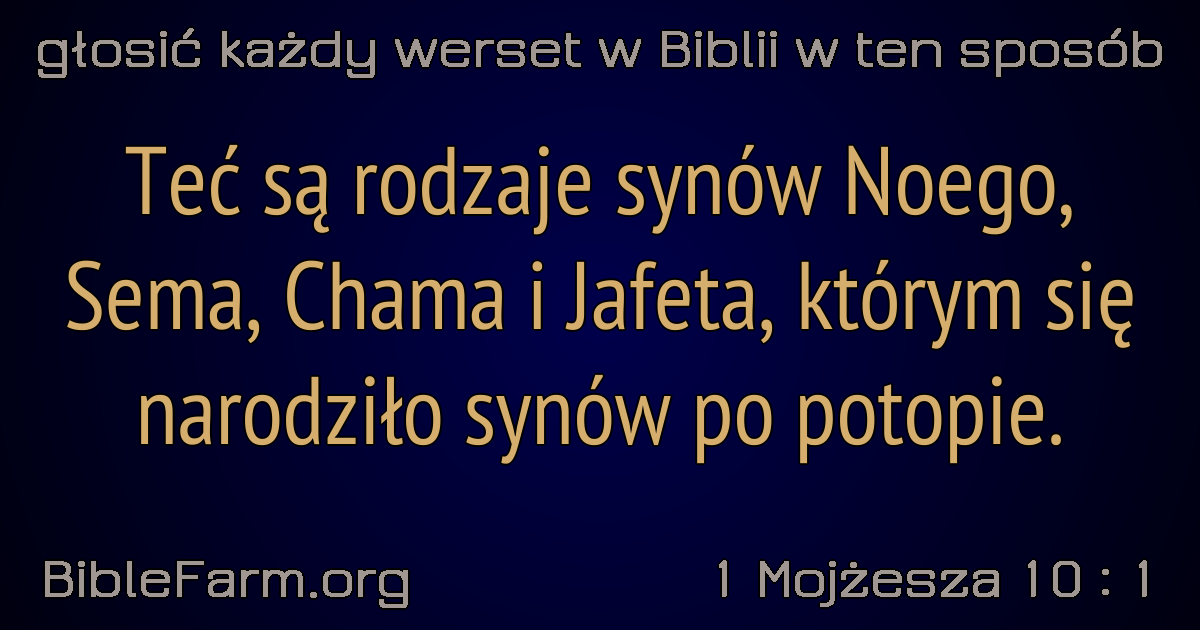 głosić każdy werset w Biblii w ten sposób
Teć są rodzaje synów Noego,
Sema, Chama i Jafeta, którym się
narodziło synów po potopie.
BibleFarm.org
1 Mojżesza 10 : 1